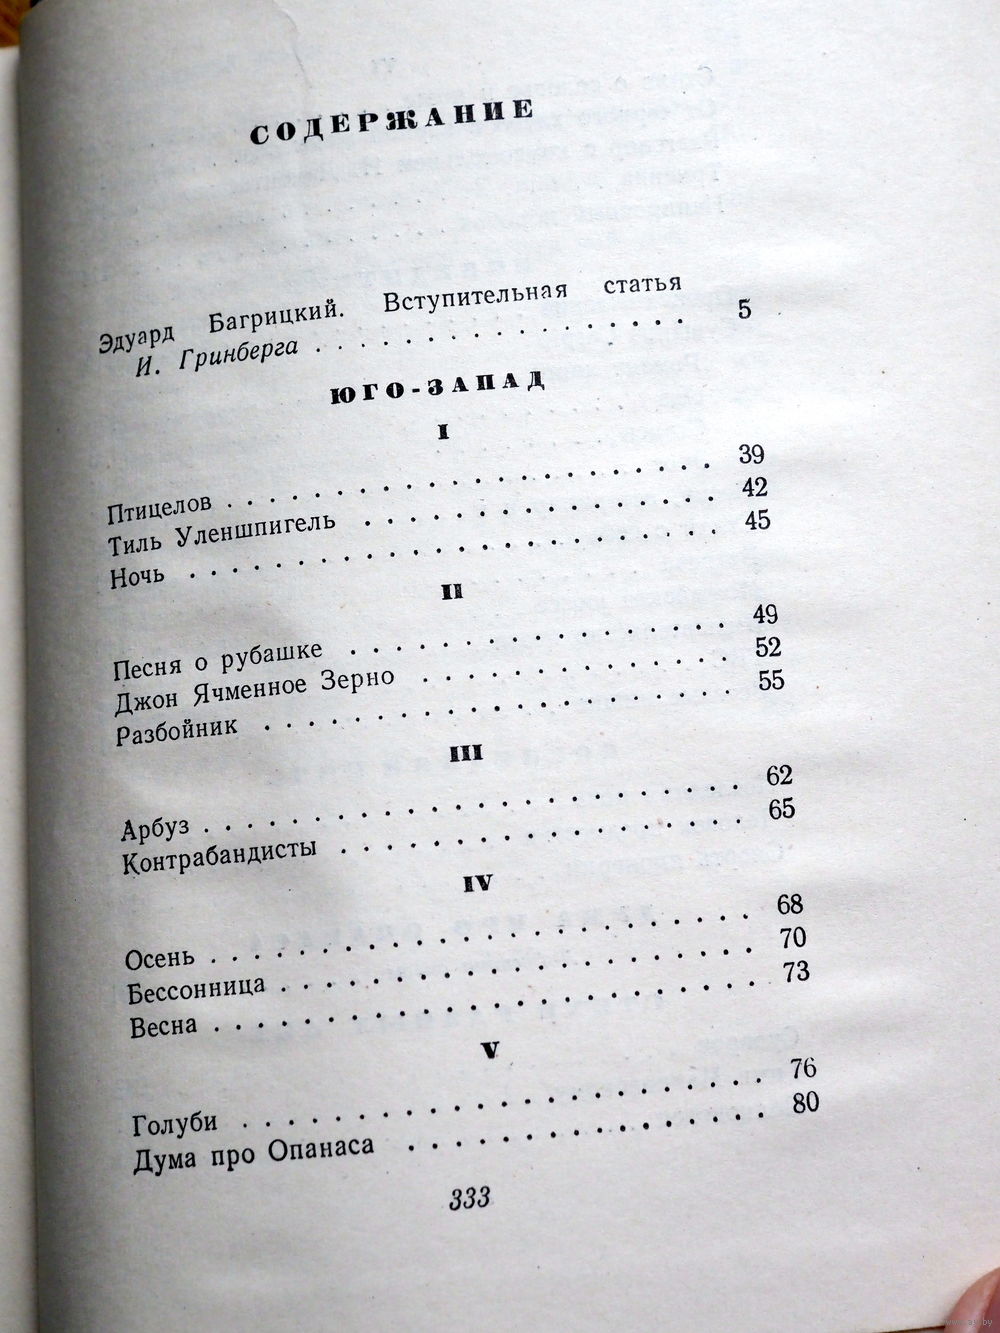 СОДЕРЖАНИЕ
Эдуард Багрицкий. Вступительная статья
И. Гринберга . . . . . . . . . . . . . . 5
ЮГО-ЗАПАД
I
Птицелов . . . . . . . . . . . . . . . . . 39
Тиль Уленшпигель . . . . . . . . . . . . . 42
Ночь . . . . . . . . . . . . . . . . . . . 45
II
Песня о рубашке . . . . . . . . . . . . . 49
Джон Ячменное Зерно . . . . . . . . . . . 52
Разбойник . . . . . . . . . . . . . . . . 55
III
Арбуз . . . . . . . . . . . . . . . . . . . 62
Контрабандисты . . . . . . . . . . . . . . 65
IV
Осень . . . . . . . . . . . . . . . . . . . 68
Бессонница . . . . . . . . . . . . . . . . 70
Весна . . . . . . . . . . . . . . . . . . . 73
V
Голуби . . . . . . . . . . . . . . . . . . 76
Дума про Опанаса . . . . . . . . . . . . . 80
333